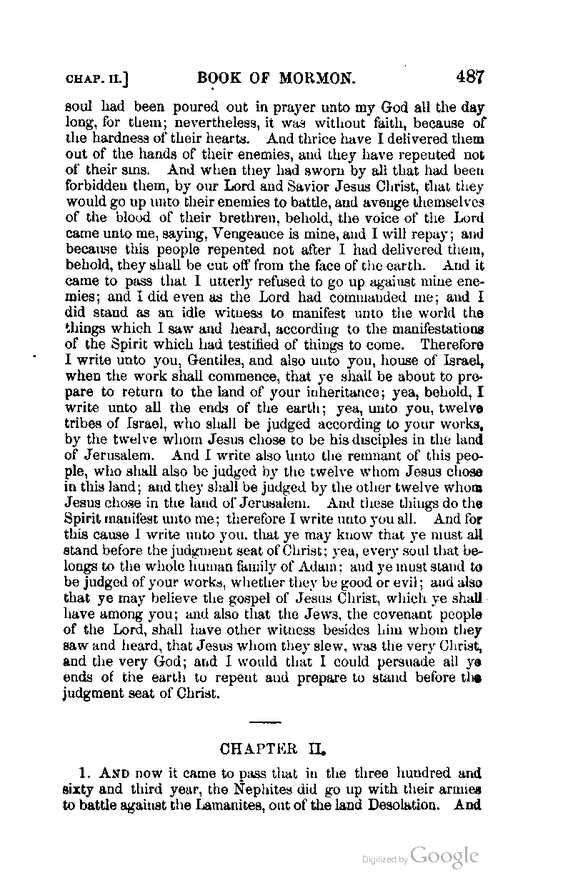 CHAP. II.] BOOK OF MORMON. 487
soul had been poured out in prayer unto my God all the day
long, for them; nevertheless, it was without faith, because of
the hardness of their hearts. And thrice have I delivered them
out of the hands of their enemies, and they have repented not
of their sins. And when they had sworn by all that had been
forbidden them, by our Lord and Savior Jesus Christ, that they
would go up unto their enemies to battle, and avenge themselves
of the blood of their brethren, behold, the voice of the Lord
came unto me, saying, Vengeance is mine, and I will repay; and
because this people repented not after I had delivered them,
behold, they shall be cut off from the face of the earth. And it
came to pass that I utterly refused to go up against mine ene-
mies; and I did even as the Lord had commanded me; and I
did stand as an idle witness to manifest unto the world the
things which I saw and heard, according to the manifestations
of the Spirit which had testified of things to come. Therefore
I write unto you, Gentiles, and also unto you, house of Israel,
when the work shall commence, that ye shall be about to pre-
pare to return to the land of your inheritance; yea, behold, I
write unto all the ends of the earth; yea, unto you, twelve
tribes of Israel, who shall be judged according to your works,
by the twelve whom Jesus chose to be his disciples in the land
of Jerusalem. And I write also unto the remnant of this peo-
ple, who shall also be judged by the twelve whom Jesus chose
in this land; and they shall be judged by the other twelve whom
Jesus chose in the land of Jerusalem. And these things do the
Spirit manifest unto me; therefore I write unto you all. And for
this cause I write unto you, that ye may know that ye must all
stand before the judgment seat of Christ; yea, every soul that be-
longs to the whole human family of Adam; and ye must stand to
be judged of your works, whether they be good or evil; and also
that ye may believe the gospel of Jesus Christ, which ye shall
have among you; and also that the Jews, the covenant people
of the Lord, shall have other witness besides him whom they
saw and heard, that Jesus whom they slew, was the very Christ,
and the very God; and I would that I could persuade all ye
ends of the earth to repent and prepare to stand before the
judgment seat of Christ.
CHAPTER II.
1. AND now it came to pass that in the three hundred and
sixty and third year, the Nephites did go up with their armies
to battle against the Lamanites, out of the land Desolation. And
Digitized by Google